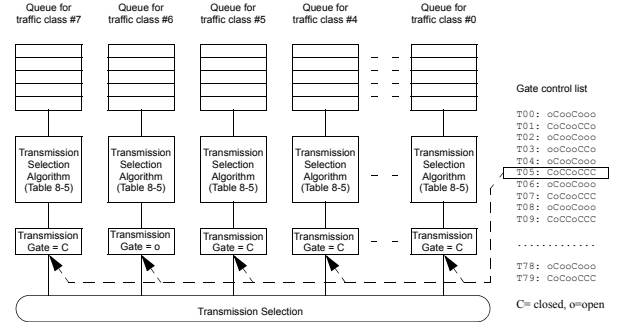 Queue for
traffic class #7
Queue for
traffic class #6
Queue for
traffic class #5
Queue for
traffic class #4
Queue for
traffic class #0
Transmission
Selection
Algorithm
(Table 8-5)
Transmission
Selection
Algorithm
(Table 8-5)
Transmission
Selection
Algorithm
(Table 8-5)
Transmission
Selection
Algorithm
(Table 8-5)
Transmission
Selection
Algorithm
(Table 8-5)
Transmission
Gate = C
Transmission
Gate = o
Transmission
Gate = C
Transmission
Gate = C
Transmission
Gate = C
Transmission Selection
Gate control list
T00: oCooCooo
T01: CoCooCCo
T02: oCooCooo
T03: ooCooCCo
T04: oCooCooo
T05: CoCCoCCC
T06: oCooCooo
T07: CoCooCCC
T08: oCooCooo
T09: CoCCoCCC
. . . . . . . . . . . . .
T78: oCooCooo
T79: CoCooCCC
C= closed, o=open